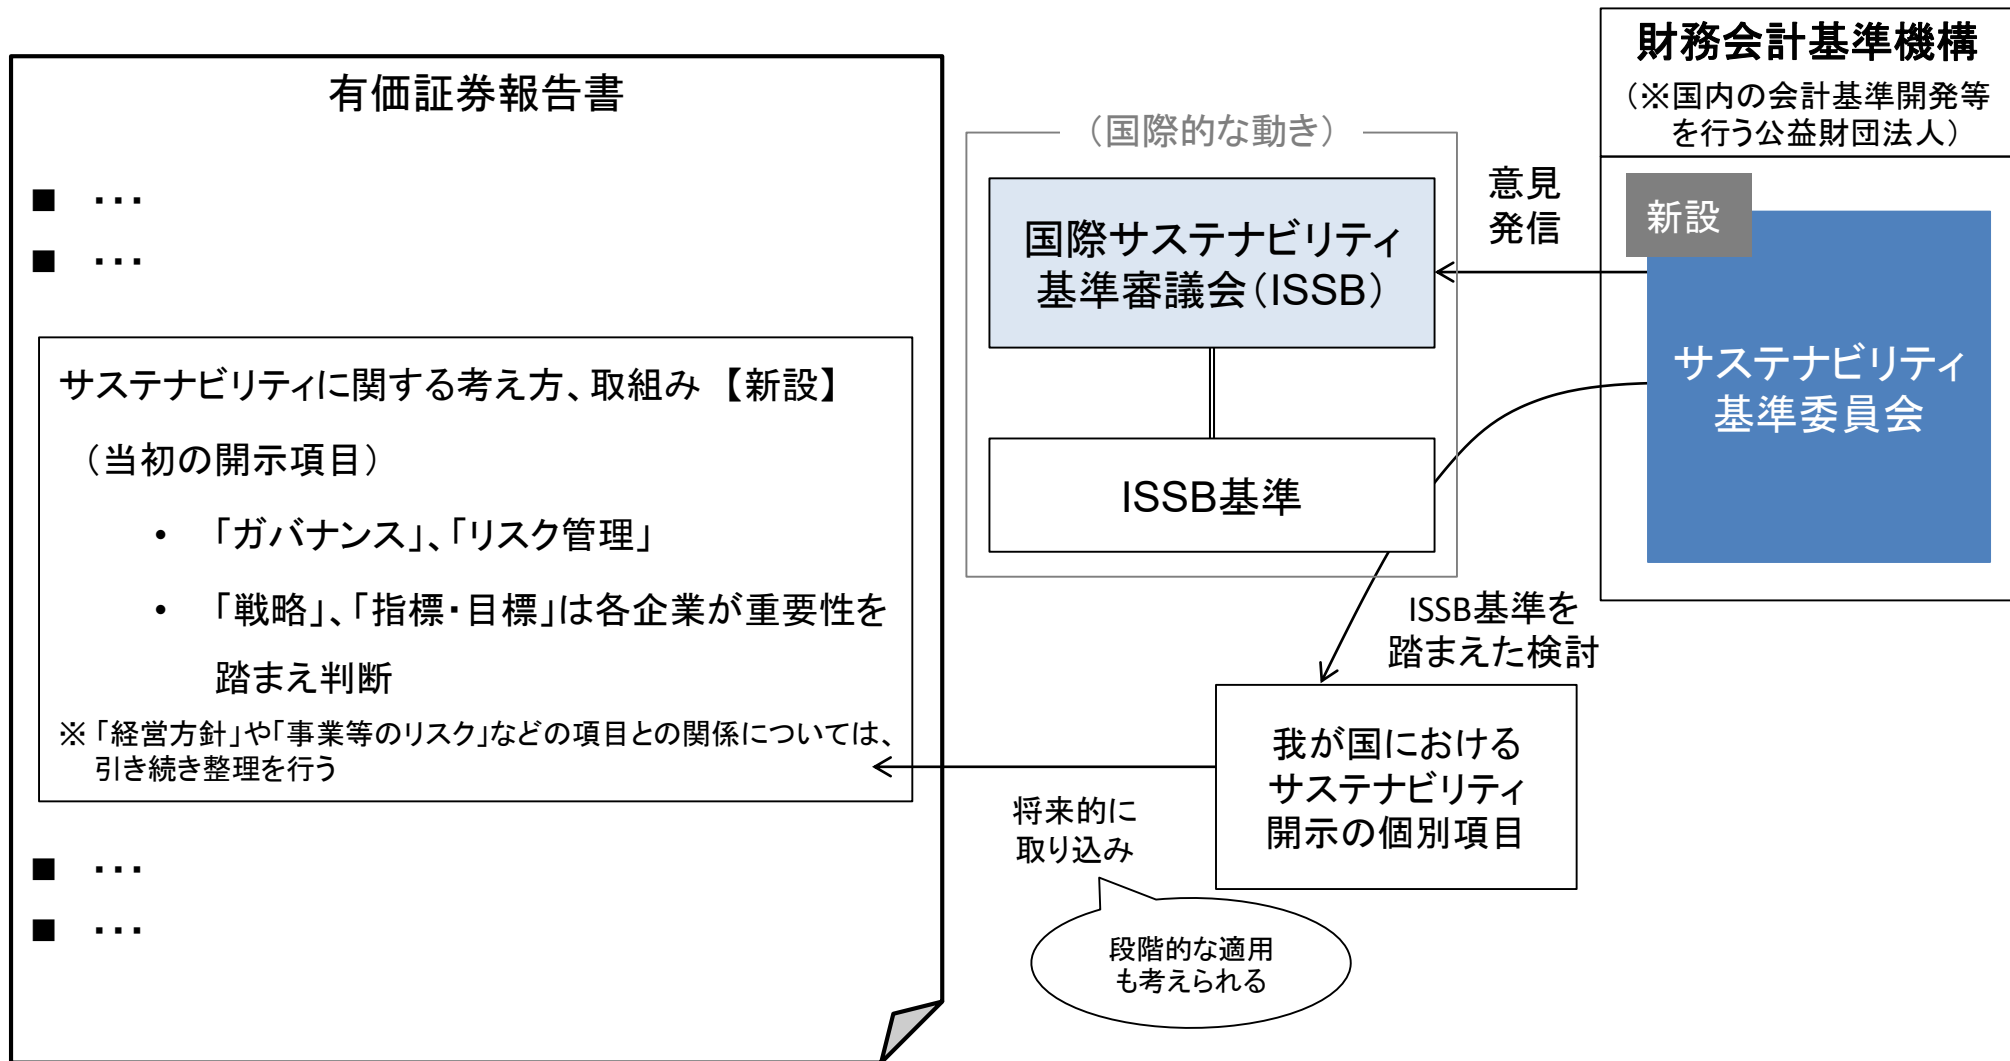 有価証券報告書
■ ・・・
■ ・・・
サステナビリティに関する考え方、取組み 【新設】
（当初の開示項目）
・ 「ガバナンス」、「リスク管理」
・ 「戦略」、「指標・目標」は各企業が重要性を
踏まえ判断
※「経営方針」や「事業等のリスク」などの項目との関係については、
引き続き整理を行う
■ ・・・
■ ・・・
（国際的な動き）
国際サステナビリティ
基準審議会（ISSB）
ISSB基準
意見
発信
財務会計基準機構
（※国内の会計基準開発等
を行う公益財団法人）
新設
サステナビリティ
基準委員会
ISSB基準を
踏まえた検討
我が国における
サステナビリティ
開示の個別項目
将来的に
取り込み
段階的な適用
も考えられる